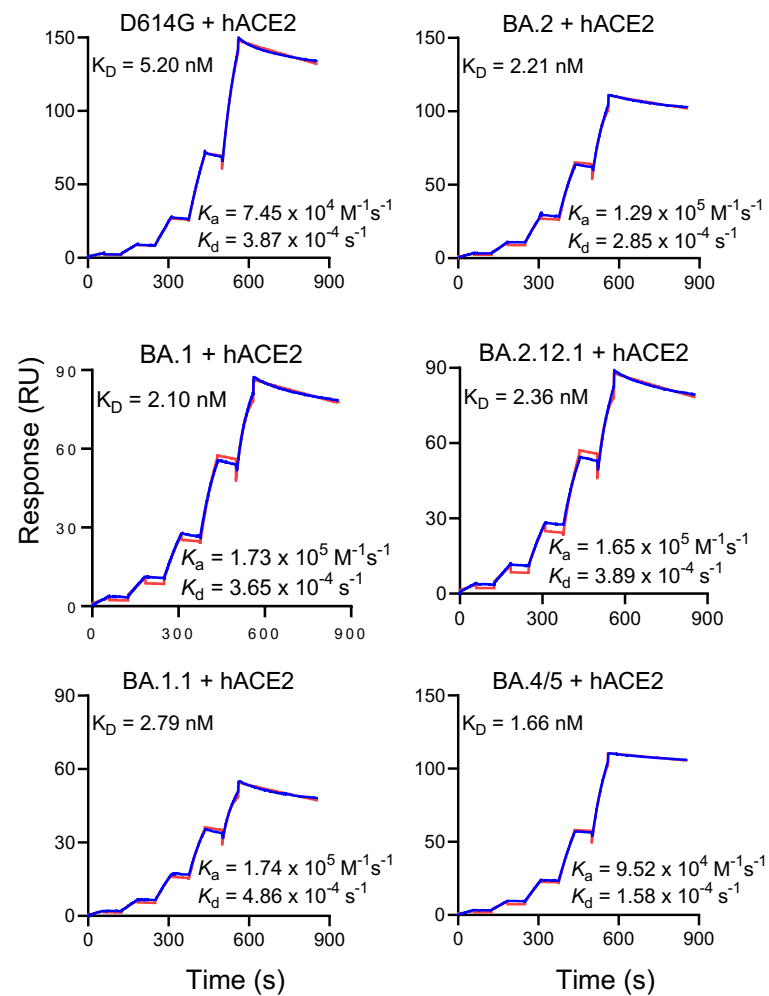 D614G + hACE2
K_D = 5.20 nM
150
100
50
0
K_a = 7.45 x 10^4 M^-1s^-1
K_d = 3.87 x 10^-4 s^-1
0 300 600 900
BA.2 + hACE2
K_D = 2.21 nM
150
100
50
0
K_a = 1.29 x 10^5 M^-1s^-1
K_d = 2.85 x 10^-4 s^-1
0 300 600 900
Response (RU)
BA.1 + hACE2
K_D = 2.10 nM
90
60
30
0
K_a = 1.73 x 10^5 M^-1s^-1
K_d = 3.65 x 10^-4 s^-1
0 300 600 900
BA.2.12.1 + hACE2
K_D = 2.36 nM
90
60
30
0
K_a = 1.65 x 10^5 M^-1s^-1
K_d = 3.89 x 10^-4 s^-1
0 300 600 900
BA.1.1 + hACE2
K_D = 2.79 nM
90
60
30
0
K_a = 1.74 x 10^5 M^-1s^-1
K_d = 4.86 x 10^-4 s^-1
0 300 600 900
Time (s)
BA.4/5 + hACE2
K_D = 1.66 nM
150
100
50
0
K_a = 9.52 x 10^4 M^-1s^-1
K_d = 1.58 x 10^-4 s^-1
0 300 600 900
Time (s)